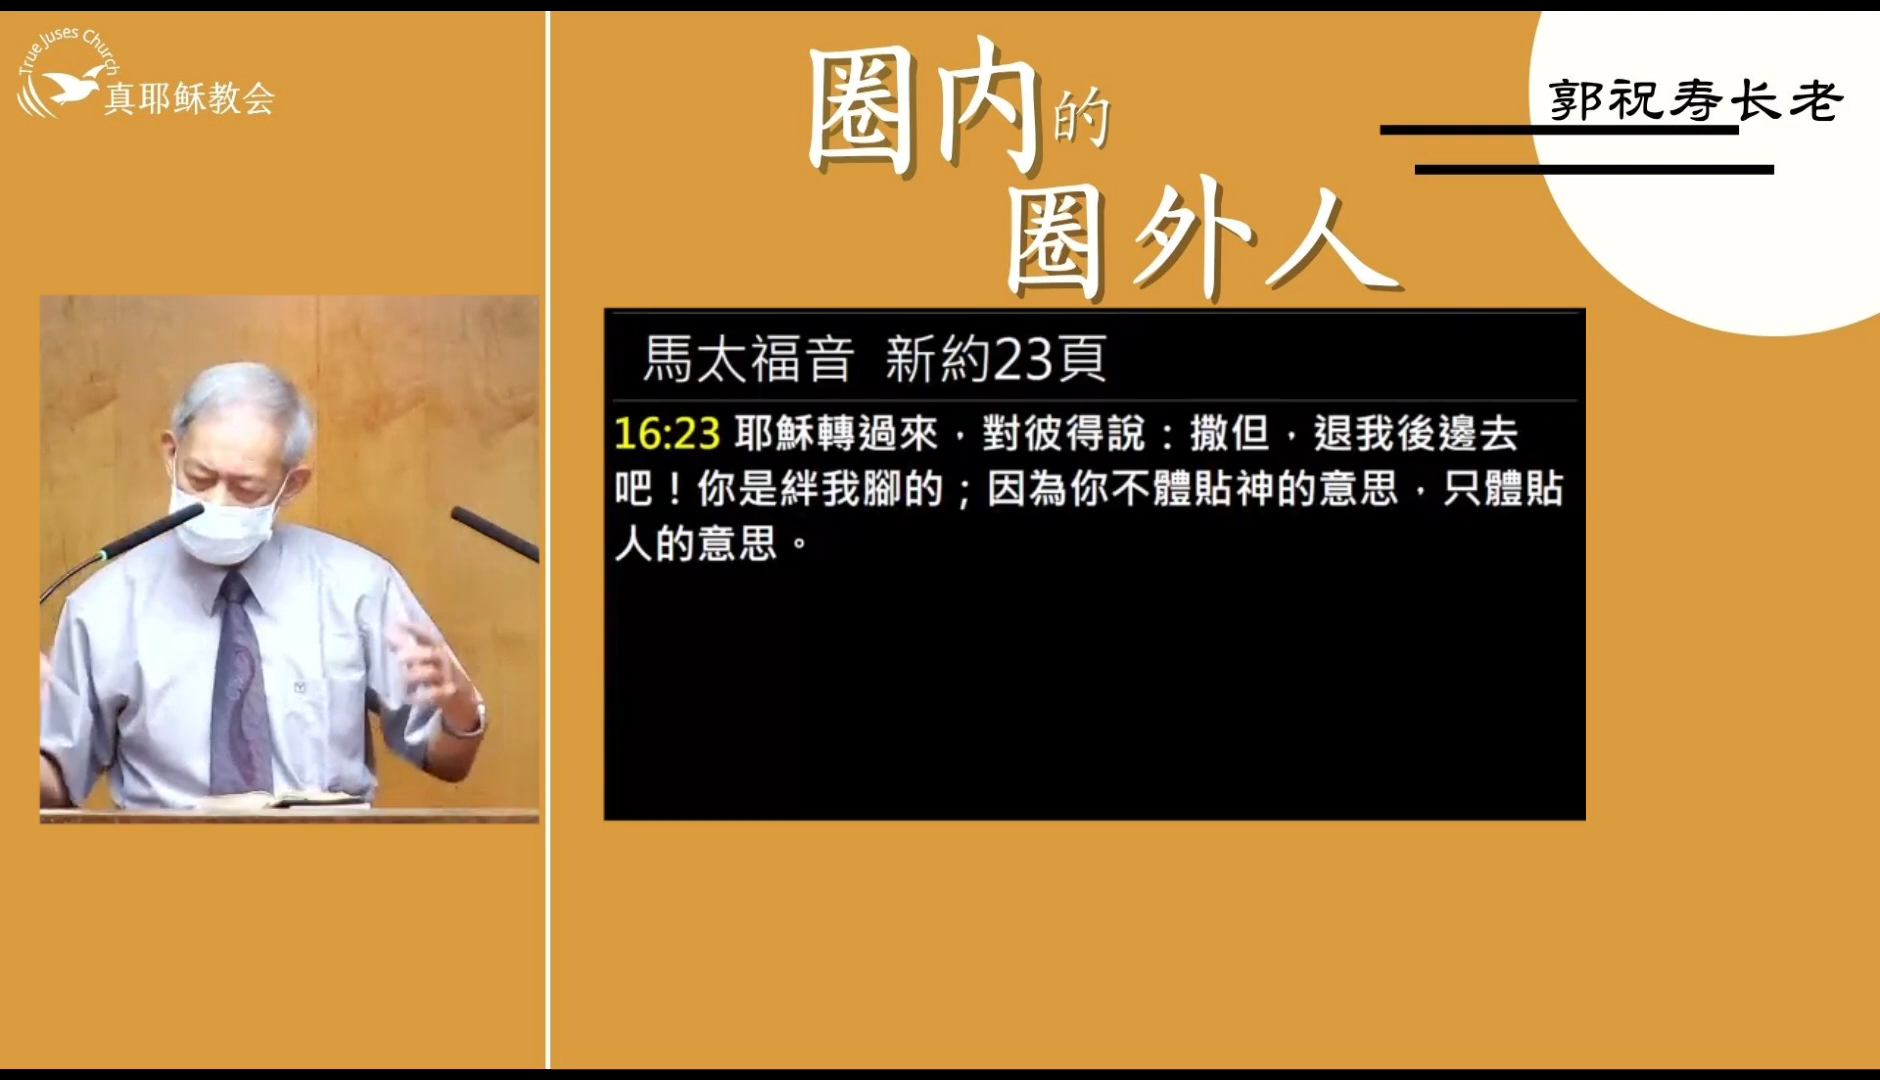 True Juses Church
真耶稣教会
圈内的
圈外人
郭祝寿长老
馬太福音 新約23頁
16:23 耶穌轉過來，對彼得說：撒但，退我後邊去
吧！你是絆我腳的；因為你不體貼神的意思，只體貼
人的意思。